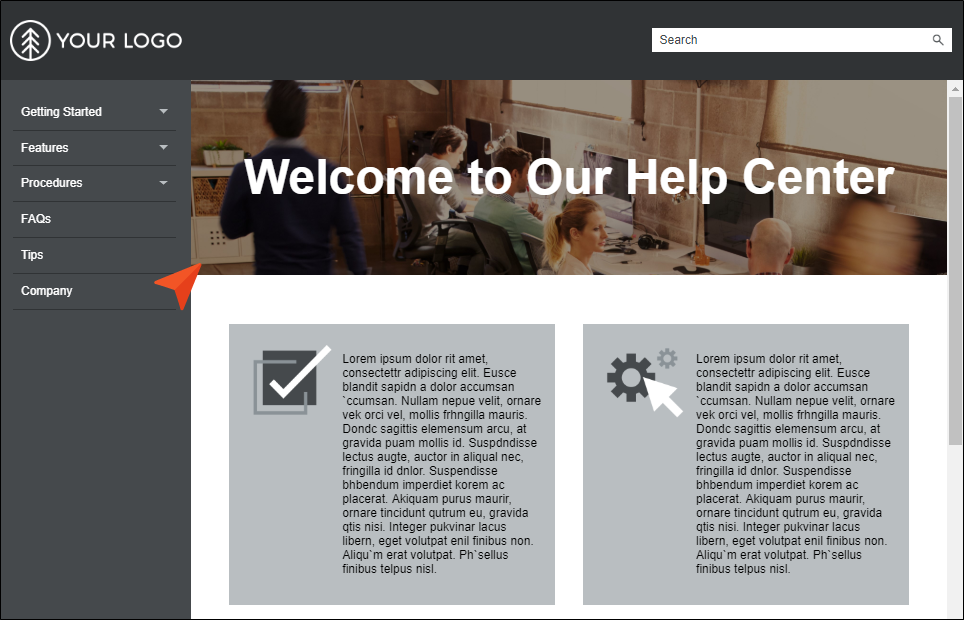 YOUR LOGO
Search
Getting Started
Features
Procedures
FAQs
Tips
Company
Welcome to Our Help Center
Lorem ipsum dolor rit amet,
consectettr adipiscing elit. Eusce
blandit sapidn a dolor accumsan
`ccumsan. Nullam nepue velit, ornare
vek orci vel, mollis frhngilla mauris.
Dondc sagittis elemensum arcu, at
gravida puam mollis id. Suspdndisse
lectus augte, auctor in aliqual nec,
fringilla id dnlor. Suspendisse
bhbendum imperdiet korem ac
placerat. Akiquam purus maurir,
ornare tincidunt qutrum eu, gravida
qtis nisi. Integer pukvinar lacus
libern, eget volutpat enil finibus non.
Aliqu`m erat volutpat. Ph`sellus
finibus telpus nisl.
Lorem ipsum dolor rit amet,
consectettr adipiscing elit. Eusce
blandit sapidn a dolor accumsan
`ccumsan. Nullam nepue velit, ornare
vek orci vel, mollis frhngilla mauris.
Dondc sagittis elemensum arcu, at
gravida puam mollis id. Suspdndisse
lectus augte, auctor in aliqual nec,
fringilla id dnlor. Suspendisse
bhbendum imperdiet korem ac
placerat. Akiquam purus maurir,
ornare tincidunt qutrum eu, gravida
qtis nisi. Integer pukvinar lacus
libern, eget volutpat enil finibus non.
Aliqu`m erat volutpat. Ph`sellus
finibus telpus nisl.